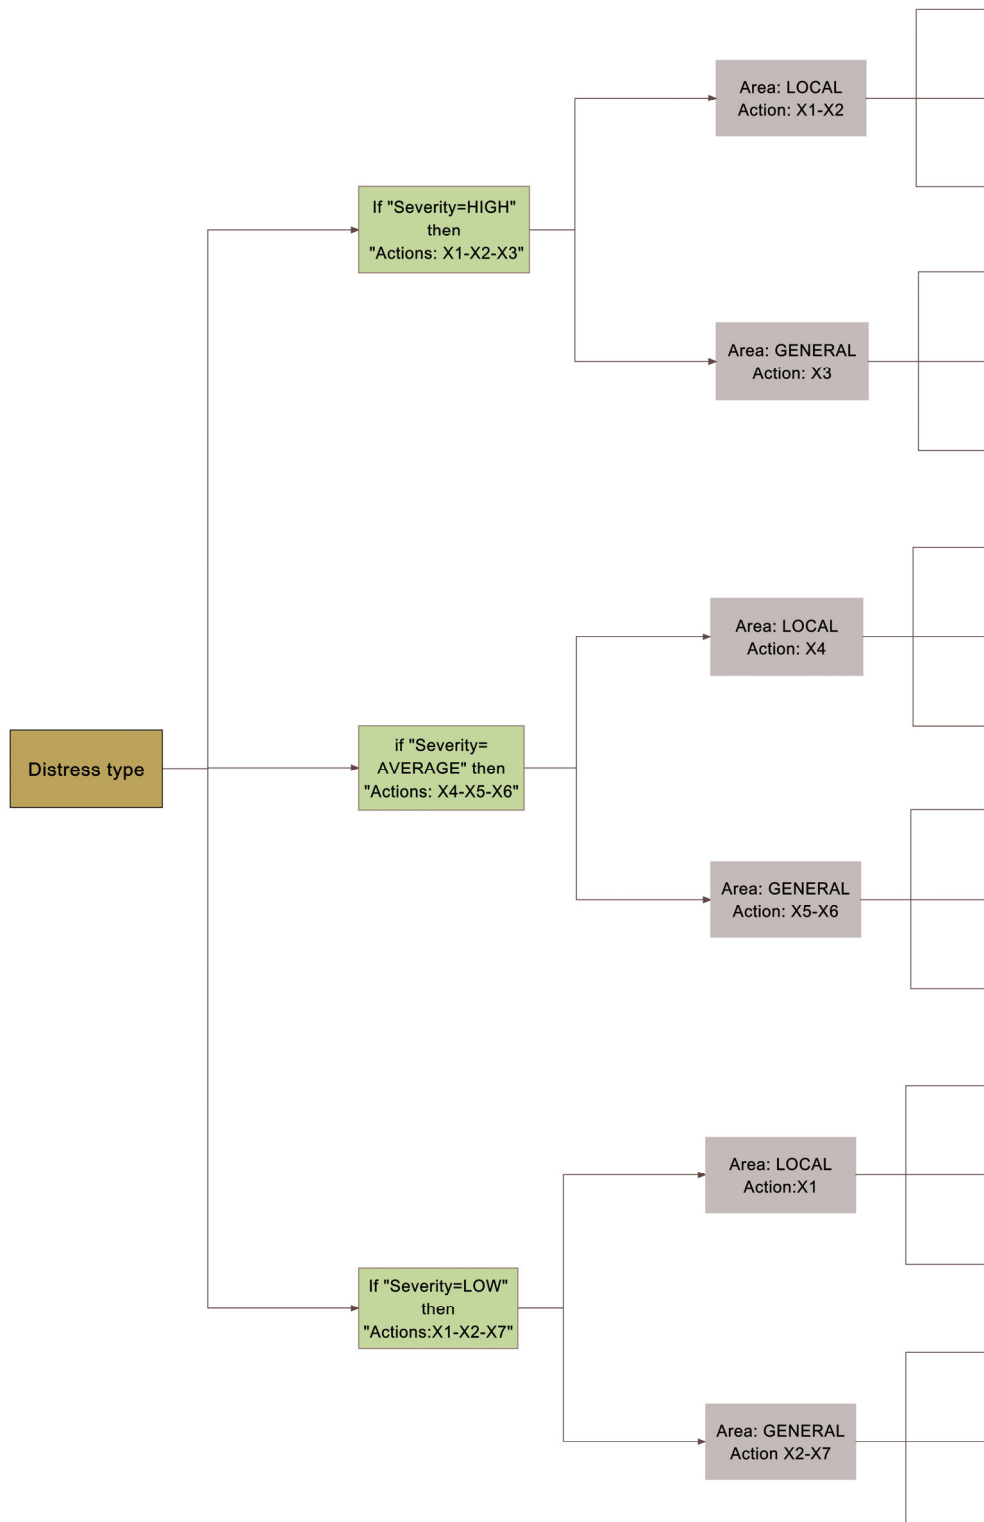 Area: LOCAL
Action: X1-X2
If "Severity=HIGH"
then
"Actions: X1-X2-X3"
Area: GENERAL
Action: X3
Area: LOCAL
Action: X4
Distress type
if "Severity=
AVERAGE" then
"Actions: X4-X5-X6"
Area: GENERAL
Action: X5-X6
Area: LOCAL
Action:X1
If "Severity=LOW"
then
"Actions:X1-X2-X7"
Area: GENERAL
Action X2-X7